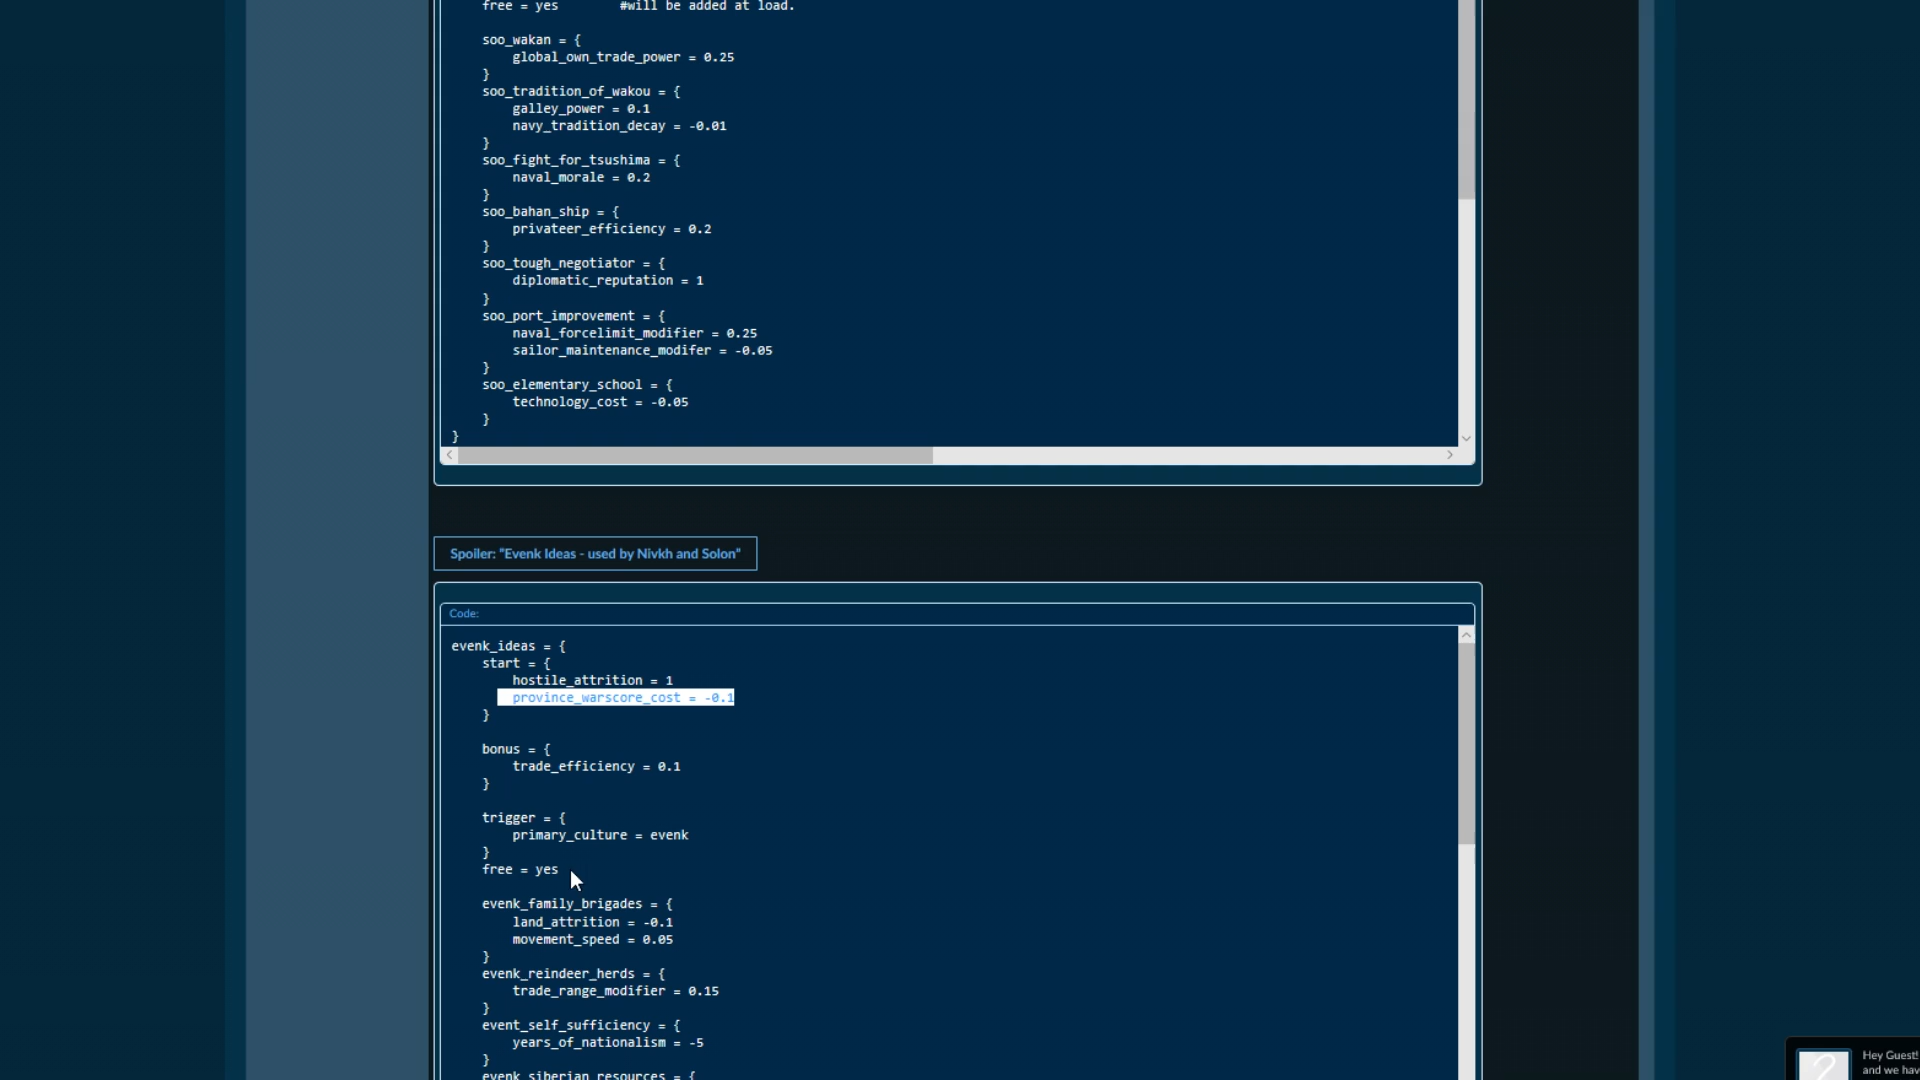 free = yes #will be added at load.
soo_wakan = {
global_own_trade_power = 0.25
}
soo_tradition_of_wakou = {
galley_power = 0.1
navy_tradition_decay = -0.01
}
soo_fight_for_tsushima = {
naval_morale = 0.2
}
soo_bahan_ship = {
privateer_efficiency = 0.2
}
soo_tough_negotiator = {
diplomatic_reputation = 1
}
soo_port_improvement = {
naval_forcelimit_modifier = 0.25
sailor_maintenance_modifer = -0.05
}
soo_elementary_school = {
technology_cost = -0.05
}
}
Spoiler: "Evenk Ideas - used by Nivkh and Solon"
Code:
evenk_ideas = {
start = {
hostile_attrition = 1
province_warscore_cost = -0.1
}
bonus = {
trade_efficiency = 0.1
}
trigger = {
primary_culture = evenk
}
free = yes
evenk_family_brigades = {
land_attrition = -0.1
movement_speed = 0.05
}
evenk_reindeer_herds = {
trade_range_modifier = 0.15
}
event_self_sufficiency = {
years_of_nationalism = -5
}
evenk_siberian_resources = {
Hey Guest!
and we hav